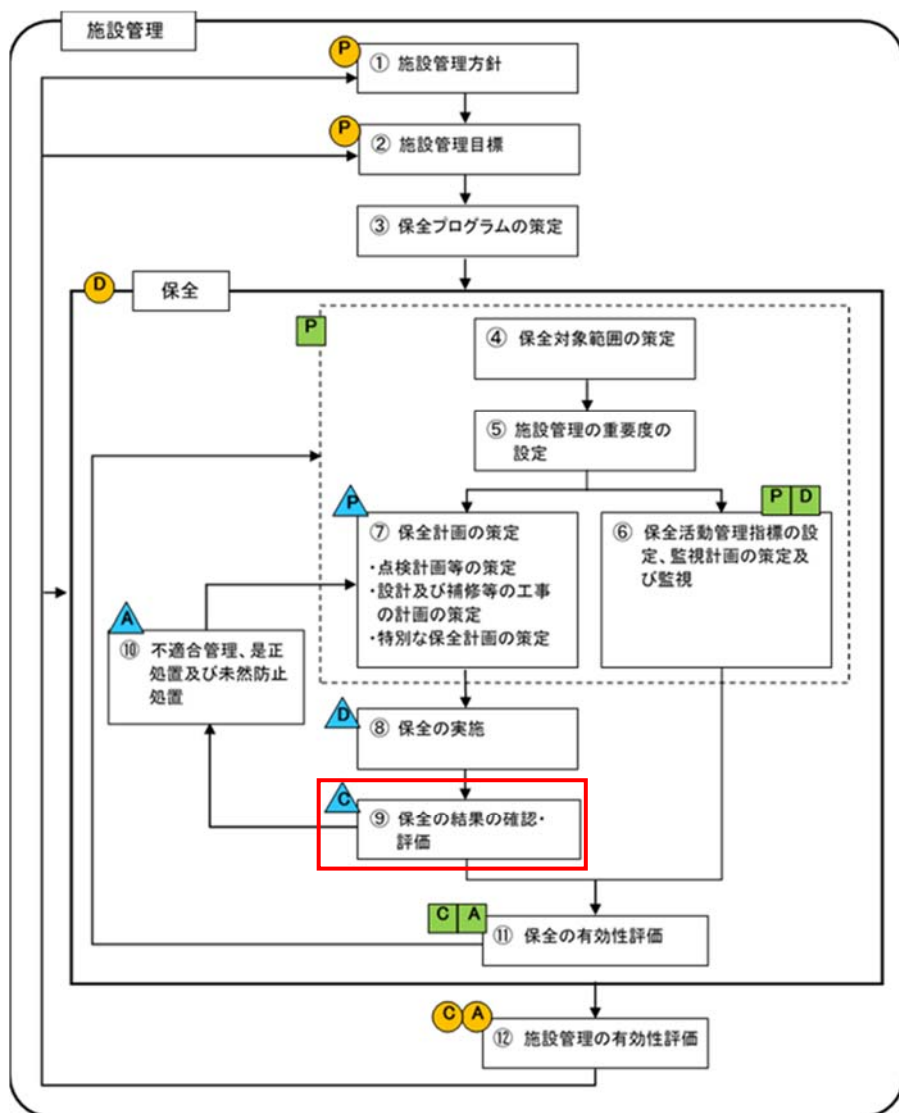 施設管理
P
① 施設管理方針
P
② 施設管理目標
③ 保全プログラムの策定
D
保全
P
④ 保全対象範囲の策定
⑤ 施設管理の重要度の
設定
P
⑦ 保全計画の策定
・点検計画等の策定
・設計及び補修等の工事
の計画の策定
・特別な保全計画の策定
P D
⑥ 保全活動管理指標の設
定、監視計画の策定及
び監視
A
⑩ 不適合管理、是正
処置及び未然防止
処置
D
⑧ 保全の実施
C
⑨ 保全の結果の確認・
評価
C A
⑪ 保全の有効性評価
C A
⑫ 施設管理の有効性評価